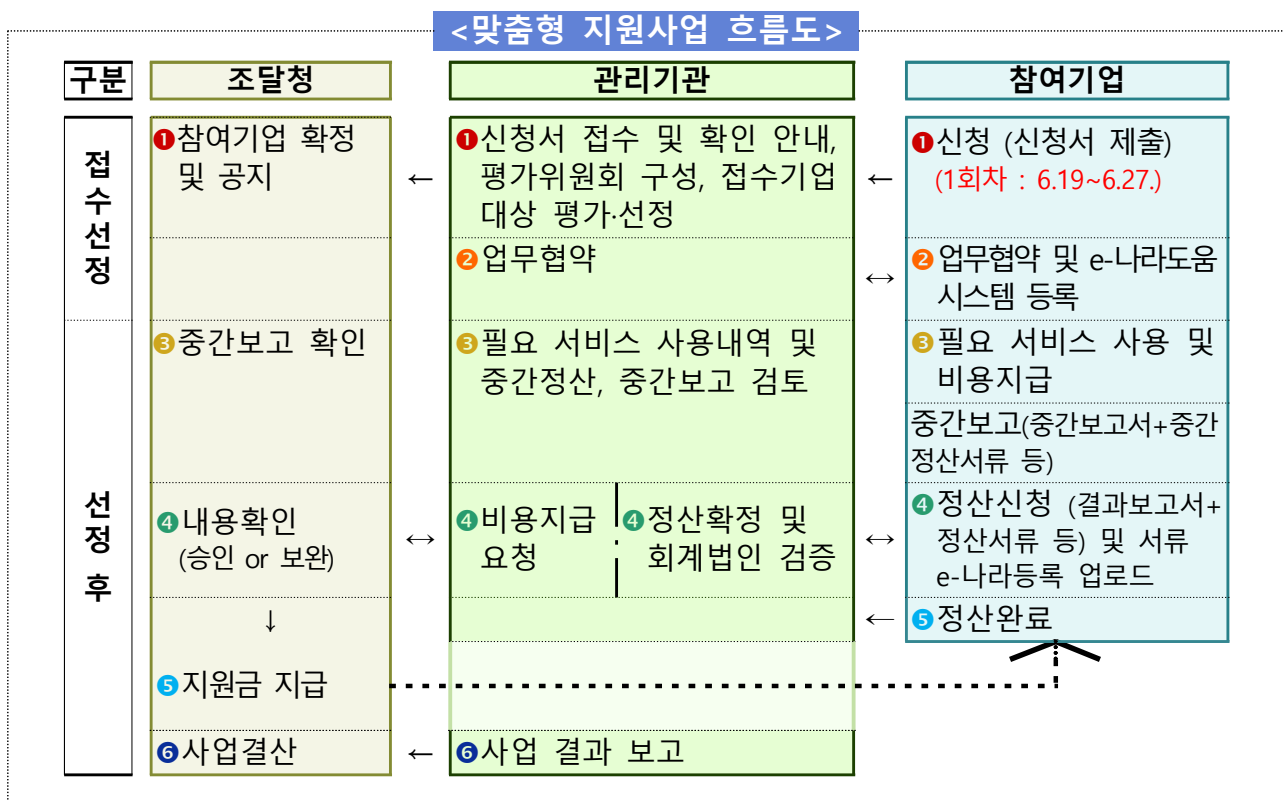 <맞춤형 지원사업 흐름도>
구분
조달청
관리기관
참여기업
접수선정
❶참여기업 확정
및 공지
←
❶신청서 접수 및 확인 안내,
평가위원회 구성, 접수기업
대상 평가·선정
←
❶신청 (신청서 제출)
(1회차 : 6.19~6.27.)
❷업무협약
↔
❷업무협약 및 e-나라도움
시스템 등록
선정 후
❸중간보고 확인
❸필요 서비스 사용내역 및
중간정산, 중간보고 검토
❸필요 서비스 사용 및
비용지급
중간보고(중간보고서+중간
정산서류 등)
❹내용확인
(승인 or 보완)
↔
❹비용지급
요청
❹정산확정 및
회계법인 검증
↔
❹정산신청 (결과보고서+
정산서류 등) 및 서류
e-나라등록 업로드
↓
←
❺정산완료
❺지원금 지급
❻사업결산
←
❻사업 결과 보고